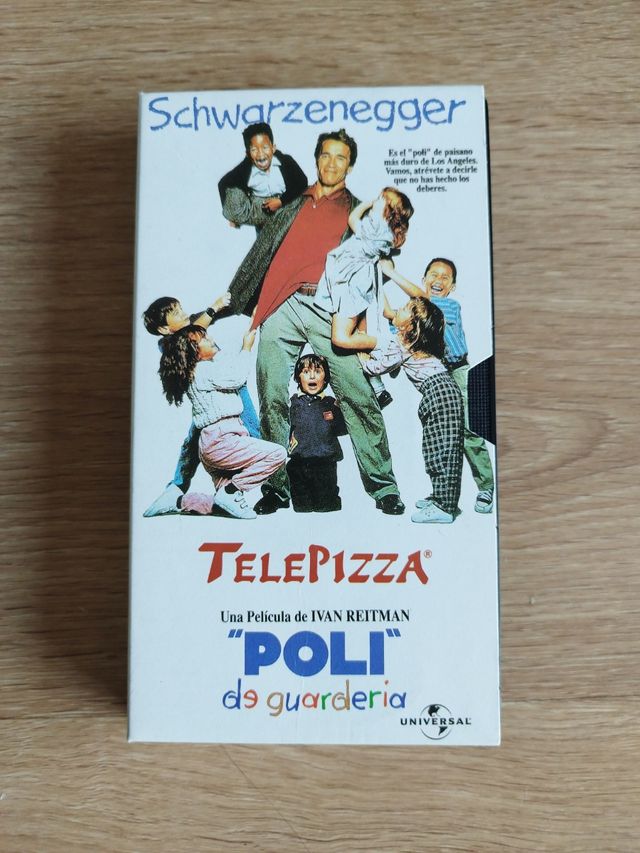 Schwarzenegger
Es el "poli" de paisano
más duro de Los Angeles.
Vamos, atrévete a decirle
que no has hecho los
deberes.
TELEPIZZA®
Una Película de IVAN REITMAN
"POLI"
de guarderia
UNIVERSAL